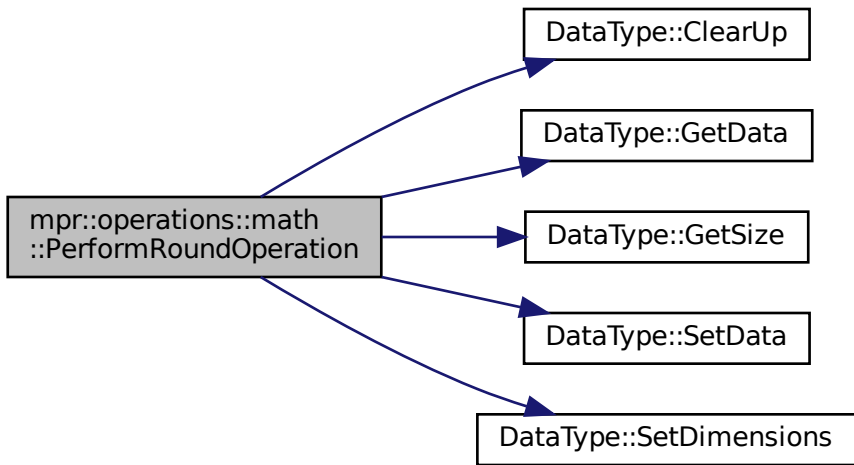 mpr::operations::math
::PerformRoundOperation
DataType::ClearUp
DataType::GetData
DataType::GetSize
DataType::SetData
DataType::SetDimensions